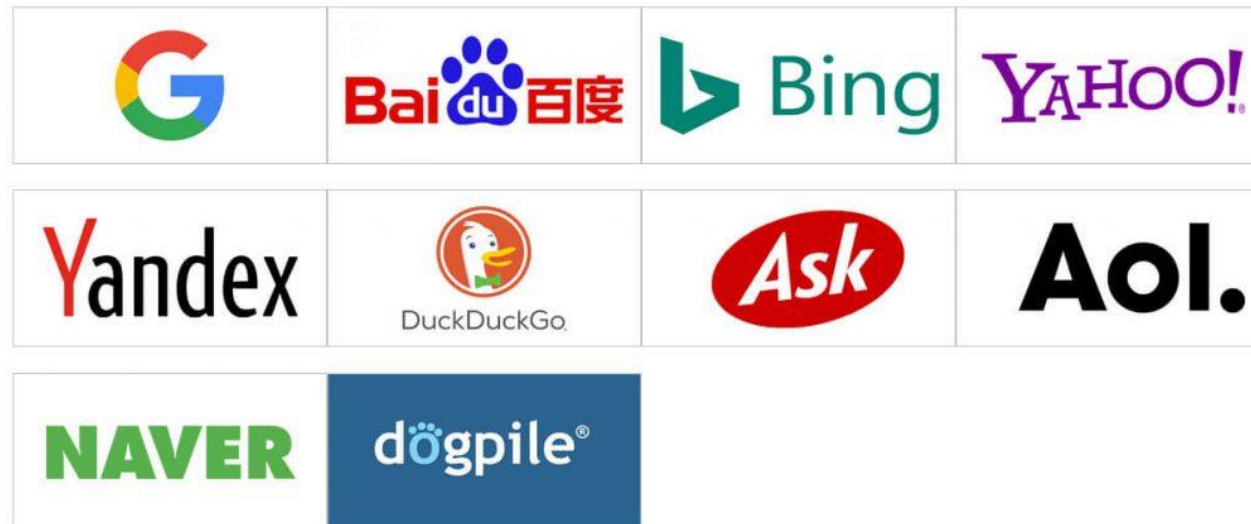 G
Baidu百度
Bing
YAHOO!®
Yandex
DuckDuckGo.
Ask
Aol.
NAVER
dogpile®